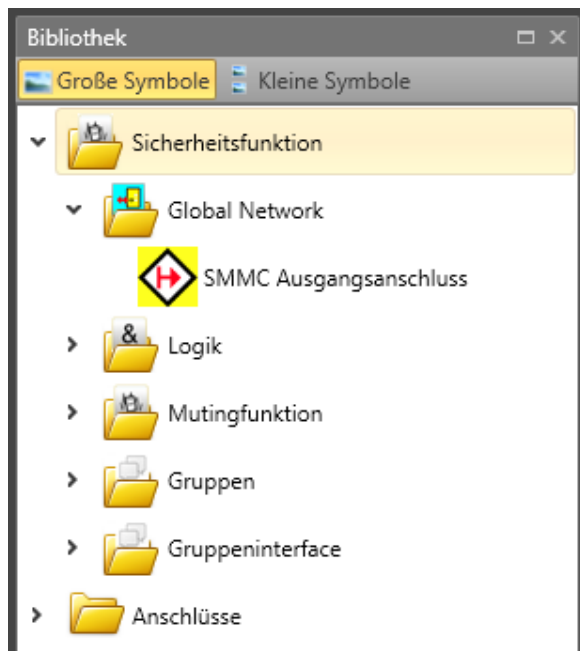 Bibliothek
Große Symbole Kleine Symbole
Sicherheitsfunktion
Global Network
SMMC Ausgangsanschluss
& Logik
Mutingfunktion
Gruppen
Gruppeninterface
Anschlüsse